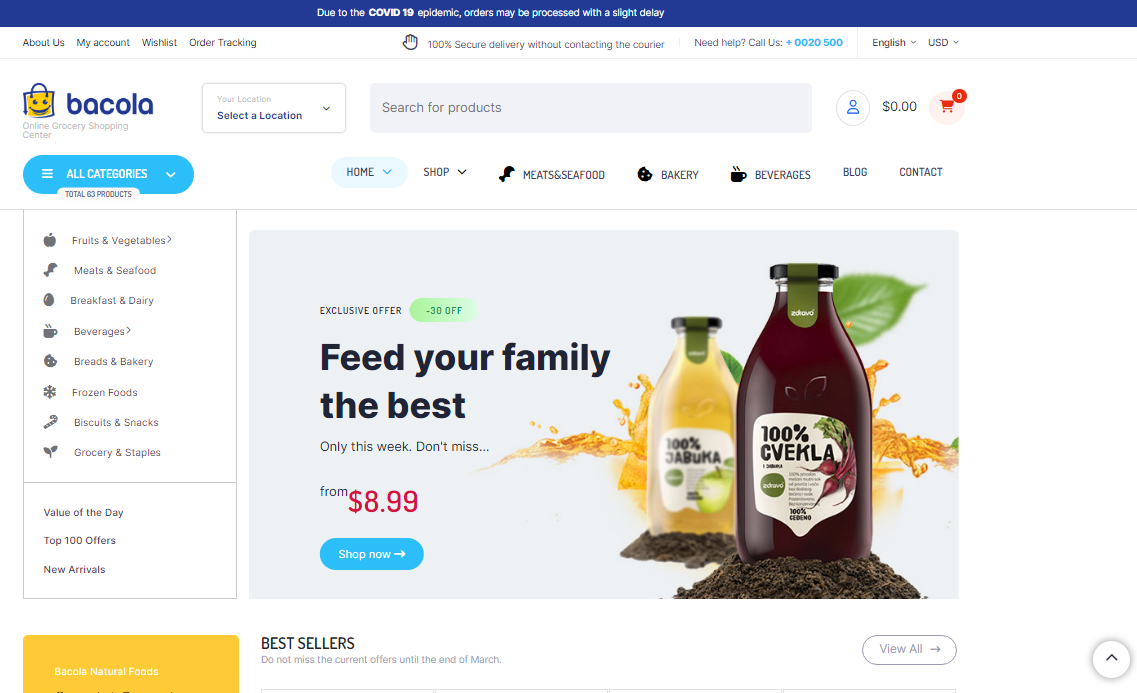 Due to the COVID 19 epidemic, orders may be processed with a slight delay
About Us My account Wishlist Order Tracking
100% Secure delivery without contacting the courier
Need help? Call Us: + 0020 500
English USD
bacola
Online Grocery Shopping
Center
Your Location
Select a Location
Search for products
$0.00
0
ALL CATEGORIES
TOTAL 63 PRODUCTS
HOME SHOP MEATS&SEAFOOD BAKERY BEVERAGES BLOG CONTACT
Fruits & Vegetables
Meats & Seafood
Breakfast & Dairy
Beverages
Breads & Bakery
Frozen Foods
Biscuits & Snacks
Grocery & Staples
Value of the Day
Top 100 Offers
New Arrivals
EXCLUSIVE OFFER -30 OFF
Feed your family
the best
Only this week. Don't miss...
from $8.99
Shop now
100%
JABUKA
zdravo
100%
CVEKLA
I JABUKA
zdravo
100%
CEĐENO
Bacola Natural Foods
BEST SELLERS
Do not miss the current offers until the end of March.
View All